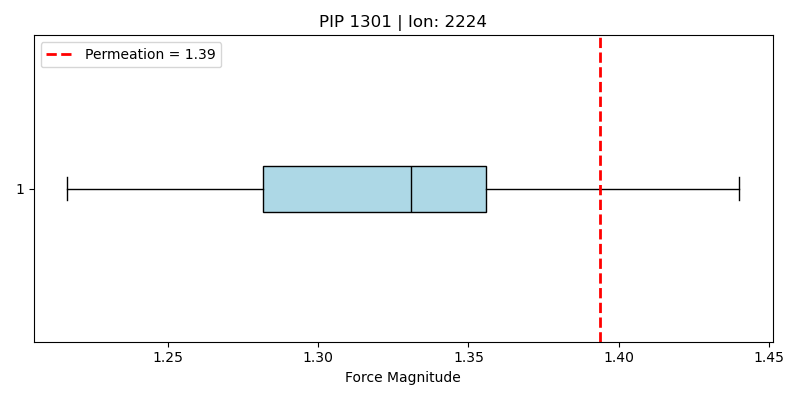 PIP 1301 | Ion: 2224
Permeation = 1.39
1
1.25 1.30 1.35 1.40 1.45
Force Magnitude